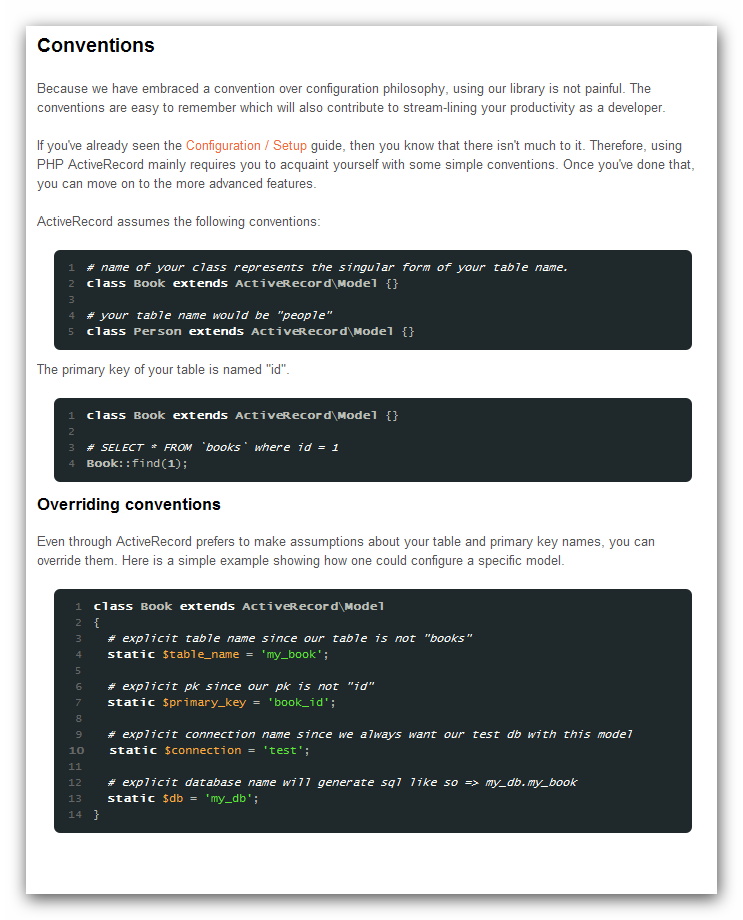 Conventions
Because we have embraced a convention over configuration philosophy, using our library is not painful. The
conventions are easy to remember which will also contribute to stream-lining your productivity as a developer.
If you've already seen the Configuration / Setup guide, then you know that there isn't much to it. Therefore, using
PHP ActiveRecord mainly requires you to acquaint yourself with some simple conventions. Once you've done that,
you can move on to the more advanced features.
ActiveRecord assumes the following conventions:
1 # name of your class represents the singular form of your table name.
2 class Book extends ActiveRecord\Model {}
3
4 # your table name would be "people"
5 class Person extends ActiveRecord\Model {}
The primary key of your table is named "id".
1 class Book extends ActiveRecord\Model {}
2
3 # SELECT * FROM `books` where id = 1
4 Book::find(1);
Overriding conventions
Even through ActiveRecord prefers to make assumptions about your table and primary key names, you can
override them. Here is a simple example showing how one could configure a specific model.
1 class Book extends ActiveRecord\Model
2 {
3 # explicit table name since our table is not "books"
4 static $table_name = 'my_book';
5
6 # explicit pk since our pk is not "id"
7 static $primary_key = 'book_id';
8
9 # explicit connection name since we always want our test db with this model
10 static $connection = 'test';
11
12 # explicit database name will generate sql like so => my_db.my_book
13 static $db = 'my_db';
14 }